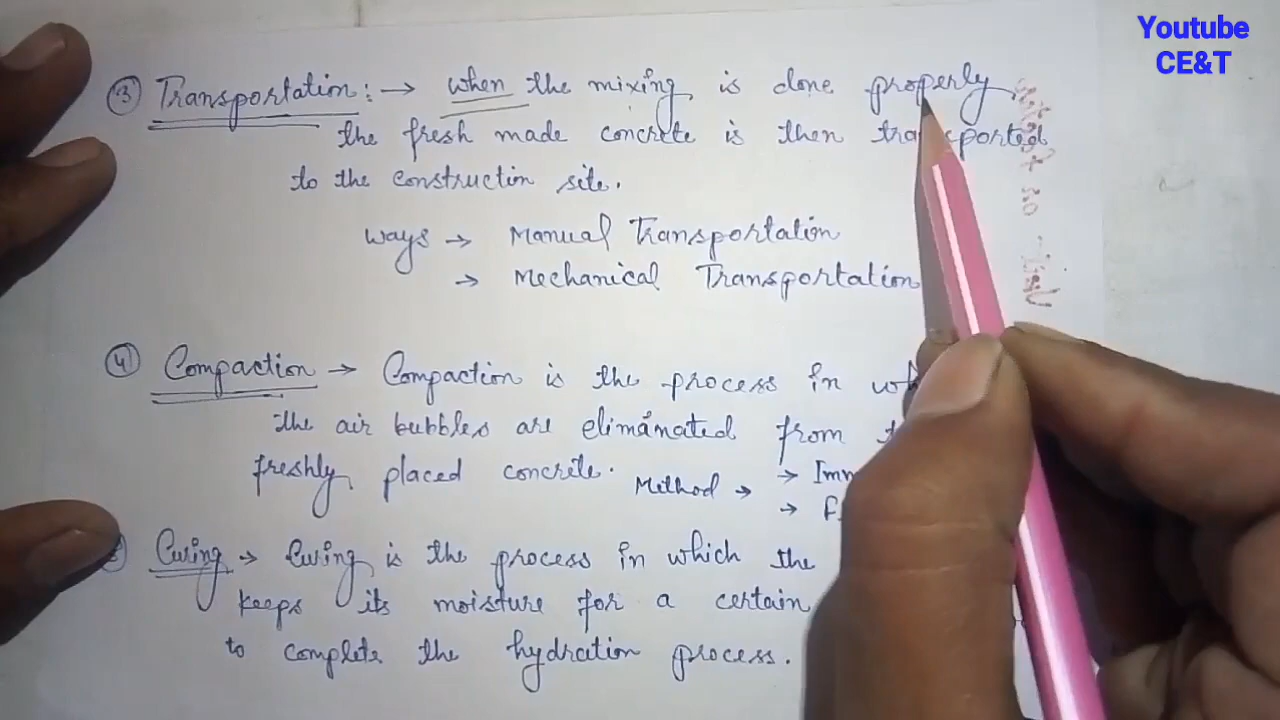 Youtube
CE&T
③ Transportation :→ when the mixing is done properly,
the fresh made concrete is then transported
to the construction site.
ways → Manual Transportation
→ Mechanical Transportation
④ Compaction → Compaction is the process in
the air bubbles are elimanated from
freshly placed concrete.
Method →
→
→
Curing → Curing is the process in which the
keeps its moisture for a certain
to complete the hydration process.